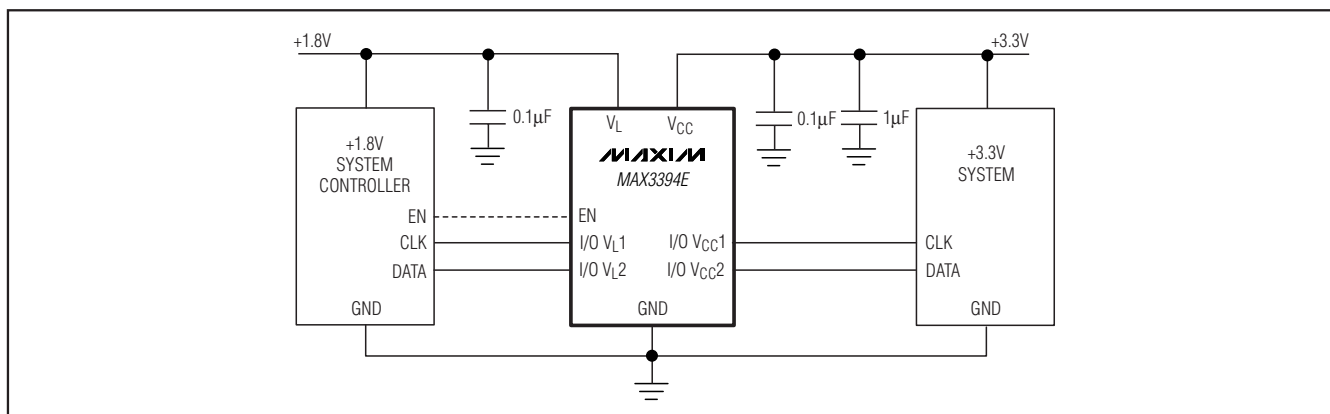 +1.8V
+3.3V
0.1µF
0.1µF
1µF
+1.8V
SYSTEM
CONTROLLER
EN
CLK
DATA
GND
VL
VCC
MAXIM
MAX3394E
EN
I/O VL1
I/O VL2
I/O VCC1
I/O VCC2
GND
+3.3V
SYSTEM
CLK
DATA
GND